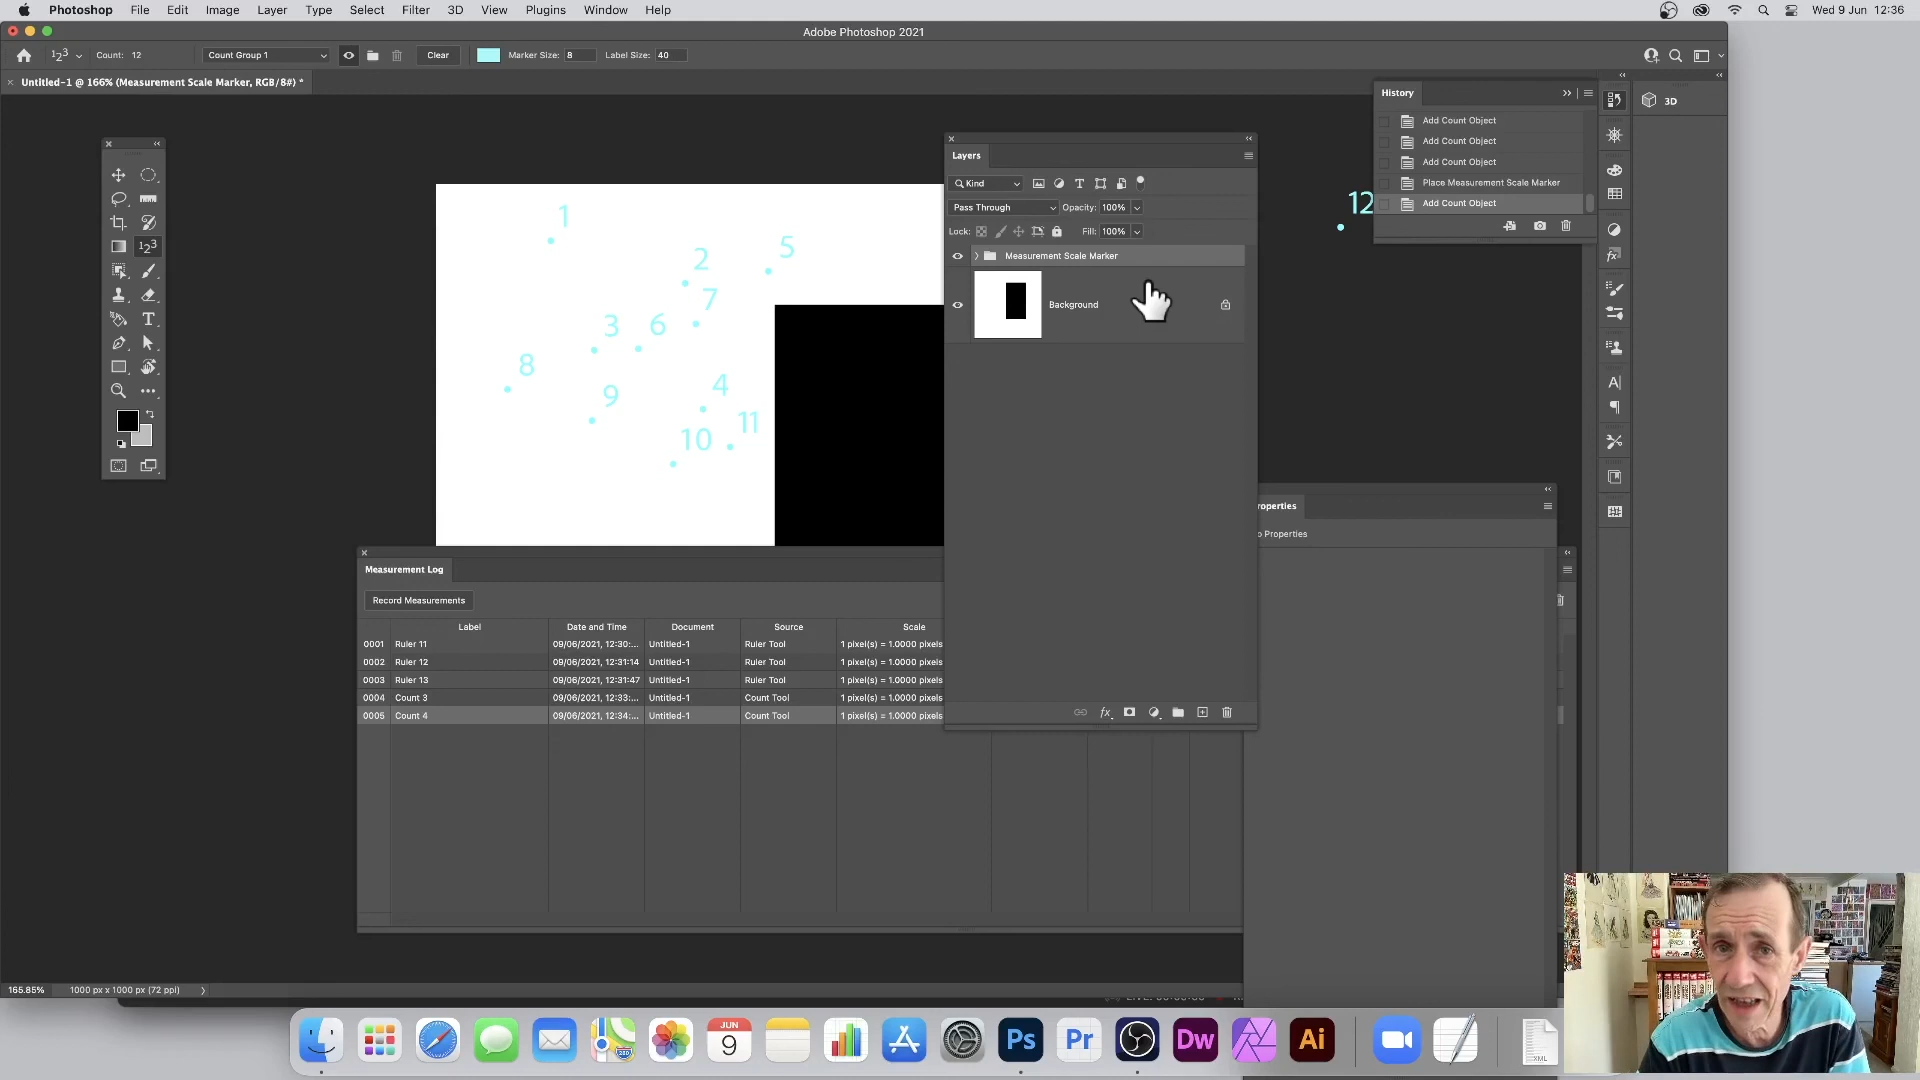 Photoshop File Edit Image Layer Type Select Filter 3D View Plugins Window Help Wed 9 Jun 12:36
Adobe Photoshop 2021
123 Count: 12 Count Group 1 Clear Marker Size: 8 Label Size: 40
Untitled-1 @ 166% (Measurement Scale Marker, RGB/8#) *
History
3D
Add Count Object
Add Count Object
Add Count Object
Place Measurement Scale Marker
Add Count Object
Layers
Kind
Pass Through Opacity: 100%
Lock: Fill: 100%
Measurement Scale Marker
Background
1
2
5
7
3
6
8
9
4
11
10
12
roperties
o Properties
Measurement Log
Record Measurements
Label Date and Time Document Source Scale
0001 Ruler 11 09/06/2021, 12:30:... Untitled-1 Ruler Tool 1 pixel(s) = 1.0000 pixels
0002 Ruler 12 09/06/2021, 12:31:14 Untitled-1 Ruler Tool 1 pixel(s) = 1.0000 pixels
0003 Ruler 13 09/06/2021, 12:31:47 Untitled-1 Ruler Tool 1 pixel(s) = 1.0000 pixels
0004 Count 3 09/06/2021, 12:33:... Untitled-1 Count Tool 1 pixel(s) = 1.0000 pixels
0005 Count 4 09/06/2021, 12:34:... Untitled-1 Count Tool 1 pixel(s) = 1.0000 pixels
fx
165.85% 1000 px x 1000 px (72 ppi)
JUN
9
Ps
Pr
Dw
Ai
XML